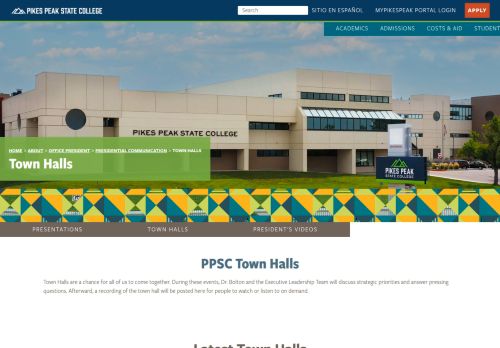 PIKES PEAK STATE COLLEGE
Search
SITIO EN ESPAÑOL
MYPIKESPEAK PORTAL LOGIN
APPLY
ACADEMICS
ADMISSIONS
COSTS & AID
STUDENT
PIKES PEAK STATE COLLEGE
PIKES PEAK
STATE COLLEGE
HOME > ABOUT > OFFICE PRESIDENT > PRESIDENTIAL COMMUNICATION > TOWN HALLS
Town Halls
PRESENTATIONS
TOWN HALLS
PRESIDENT'S VIDEOS
PPSC Town Halls
Town Halls are a chance for all of us to come together. During these events, Dr. Bolton and the Executive Leadership Team will discuss strategic priorities and answer pressing
questions. Afterward, a recording of the town hall will be posted here for people to watch or listen to on demand.
Latest Town Halls